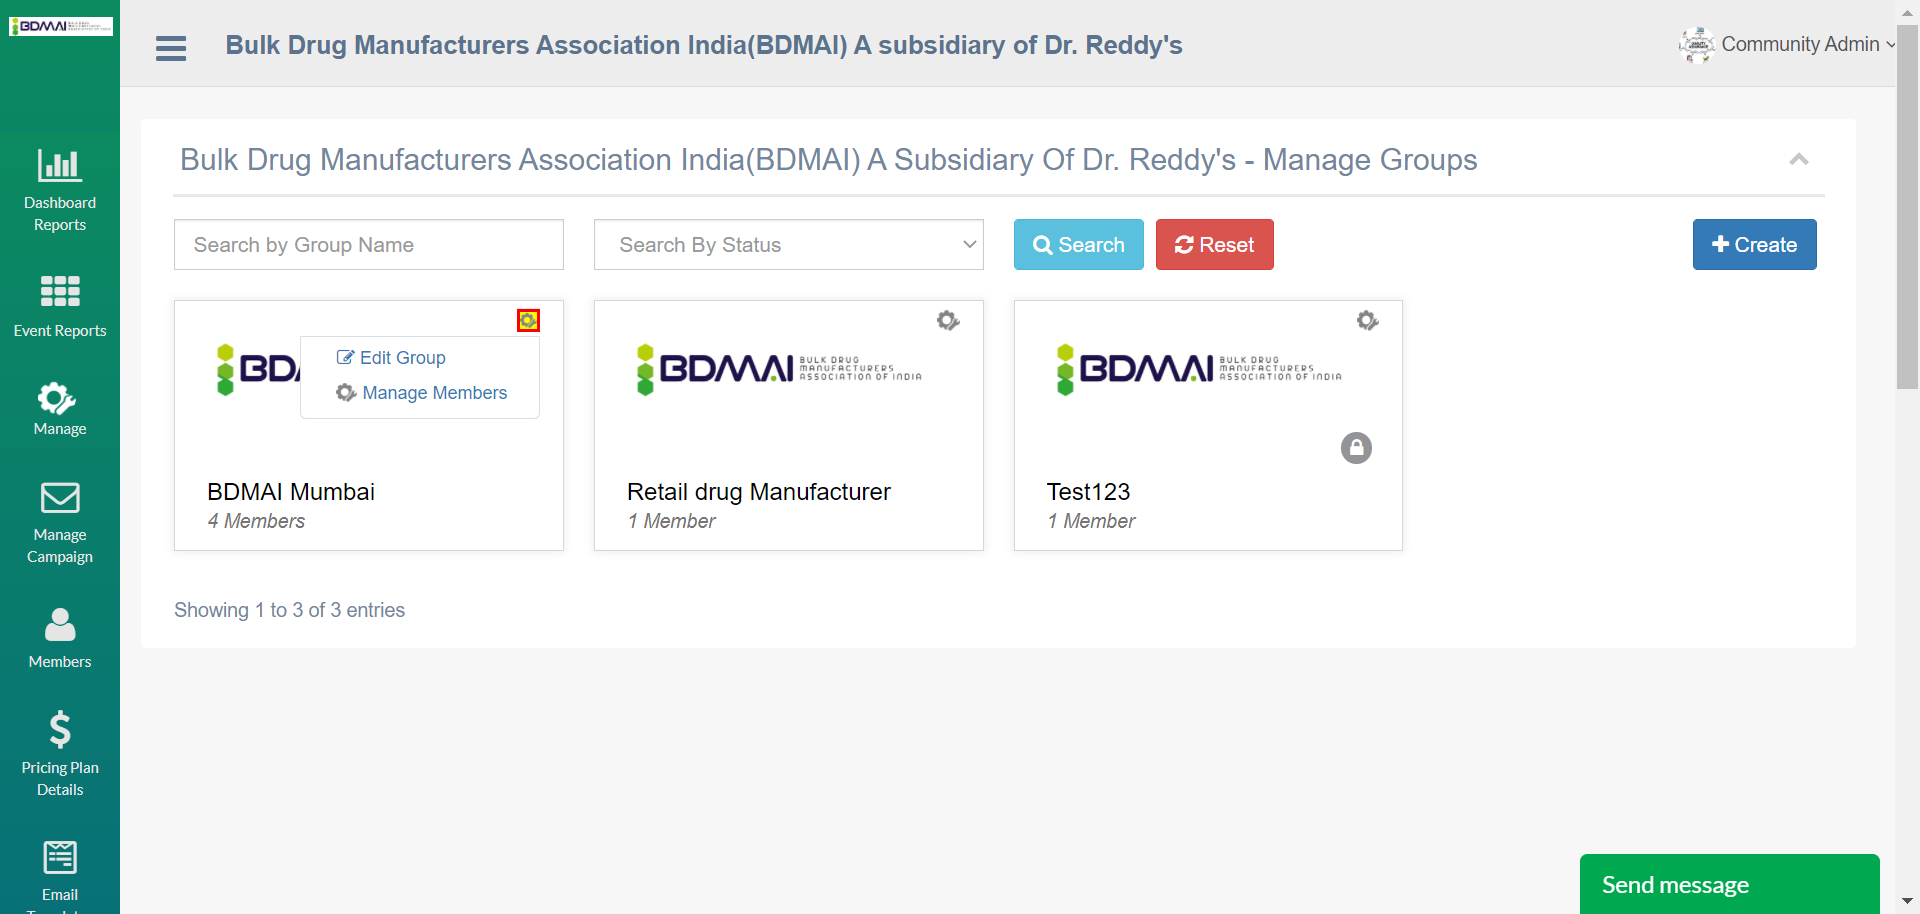 BDMAI
Bulk Drug Manufacturers Association India(BDMAI) A subsidiary of Dr. Reddy's
Community Admin
Dashboard
Reports
Event Reports
Manage
Manage
Campaign
Members
Pricing Plan
Details
Email
Bulk Drug Manufacturers Association India(BDMAI) A Subsidiary Of Dr. Reddy's - Manage Groups
Search by Group Name
Search By Status
Search
Reset
Create
Edit Group
Manage Members
BDMAI Mumbai
4 Members
BDMAI BULK DRUG
MANUFACTURERS
ASSOCIATION OF INDIA
Retail drug Manufacturer
1 Member
BDMAI BULK DRUG
MANUFACTURERS
ASSOCIATION OF INDIA
Test123
1 Member
Showing 1 to 3 of 3 entries
Send message